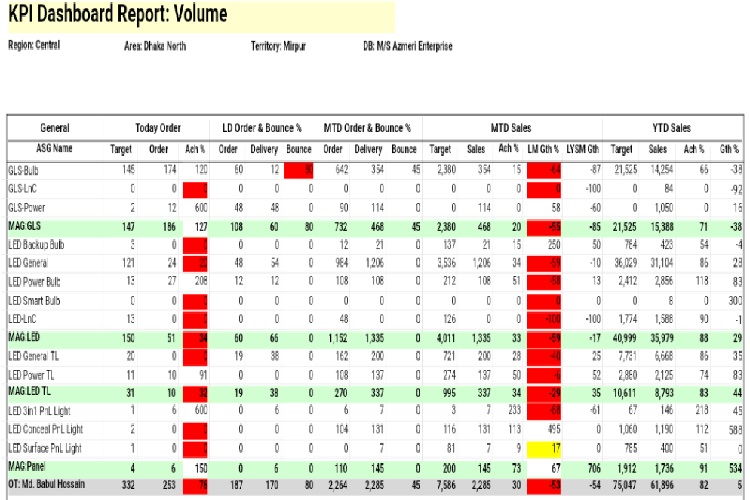 KPI Dashboard Report: Volume
Region: Central Area: Dhaka North Territory: Mirpur DB: M/S Azmeri Enterprise
General Today Order LD Order & Bounce % MTD Order & Bounce % MTD Sales YTD Sales
ASG Name Target Order Ach % Order Delivery Bounce Order Delivery Bounce Target Sales Ach % LM Gth % LYSM Gth Target Sales Ach % Gth %
GLS-Bulb 145 174 120 60 12 642 354 45 2,380 354 15 -87 21,525 14,254 66 -38
GLS-LnC 0 0 0 0 0 0 0 0 0 0 0 -100 0 84 0 -92
GLS-Power 2 12 600 48 48 0 90 114 0 0 114 0 58 -60 0 1,050 0 16
MAG:GLS 147 186 127 108 60 80 732 468 45 2,380 468 20 -55 -85 21,525 15,388 71 -38
LED Backup Bulb 3 0 0 0 0 12 21 0 137 21 15 250 50 784 423 54 -4
LED General 121 24 48 54 0 984 1,206 0 3,536 1,206 34 -59 -10 36,029 31,104 86 28
LED Power Bulb 13 27 208 12 12 0 108 108 0 212 108 51 -58 13 2,412 2,856 118 83
LED Smart Bulb 0 0 0 0 0 0 0 0 0 0 0 0 0 8 0 300
LED-LnC 13 0 0 0 0 48 0 0 126 0 0 -100 -100 1,774 1,588 90 -1
MAG:LED 150 51 34 60 66 0 1,152 1,335 0 4,011 1,335 33 -59 -17 40,999 35,979 88 29
LED General TL 20 0 19 38 0 162 200 0 721 200 28 -40 25 7,731 6,668 86 35
LED Power TL 11 10 91 0 0 0 108 137 0 274 137 50 52 2,880 2,125 74 83
MAG:LED TL 31 10 32 19 38 0 270 337 0 995 337 34 -29 35 10,611 8,793 83 44
LED 3in1 PnL Light 1 6 600 0 6 0 6 7 0 3 7 233 -68 -61 67 146 218 45
LED Conceal PnL Light 2 0 0 0 0 104 131 0 116 131 113 495 0 1,060 1,190 112 588
LED Surface PnL Light 1 0 0 0 0 0 7 0 81 7 9 17 0 785 400 51 0
MAG:Panel 4 6 150 0 6 0 110 145 0 200 145 73 67 706 1,912 1,736 91 534
OT: Md. Babul Hossain 332 253 76 187 170 80 2,264 2,285 45 7,586 2,285 30 -53 -54 75,047 61,896 82 5